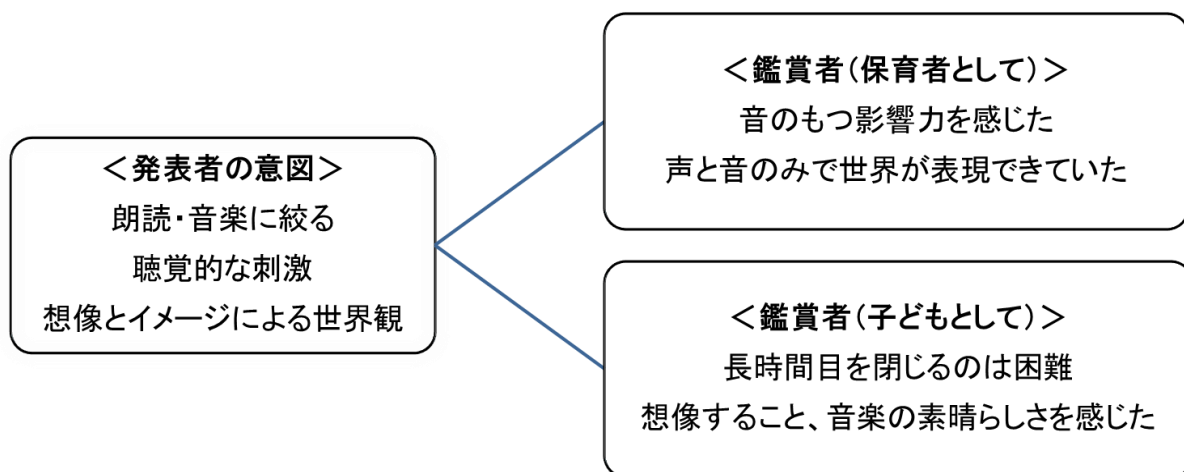 ＜発表者の意図＞
朗読・音楽に絞る
聴覚的な刺激
想像とイメージによる世界観
＜鑑賞者（保育者として）＞
音のもつ影響力を感じた
声と音のみで世界が表現できていた
＜鑑賞者（子どもとして）＞
長時間目を閉じるのは困難
想像すること、音楽の素晴らしさを感じた